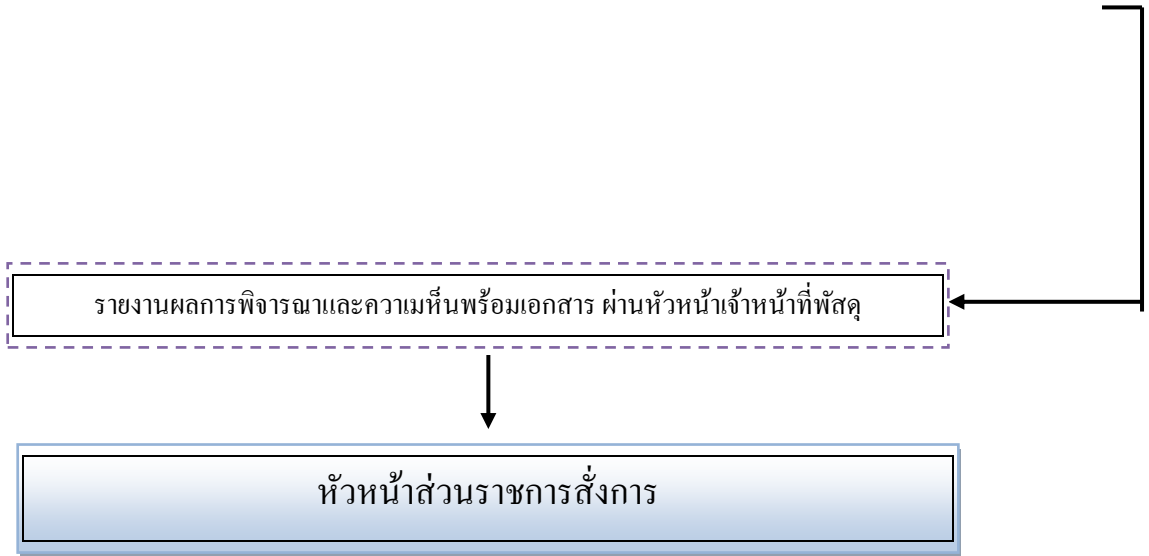 รายงานผลการพิจารณาและความเห็นพร้อมเอกสาร ผ่านหัวหน้าเจ้าหน้าที่พัสดุ
หัวหน้าส่วนราชการสั่งการ